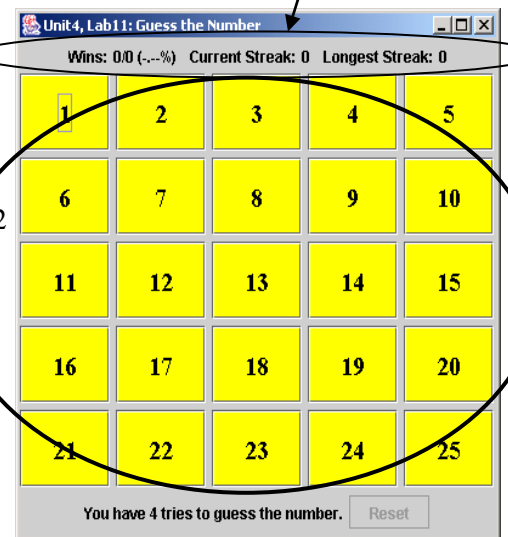 Unit4, Lab11: Guess the Number
Wins: 0/0 (-.--%) Current Streak: 0 Longest Streak: 0
1 2 3 4 5
2
6 7 8 9 10
11 12 13 14 15
16 17 18 19 20
21 22 23 24 25
You have 4 tries to guess the number. Reset